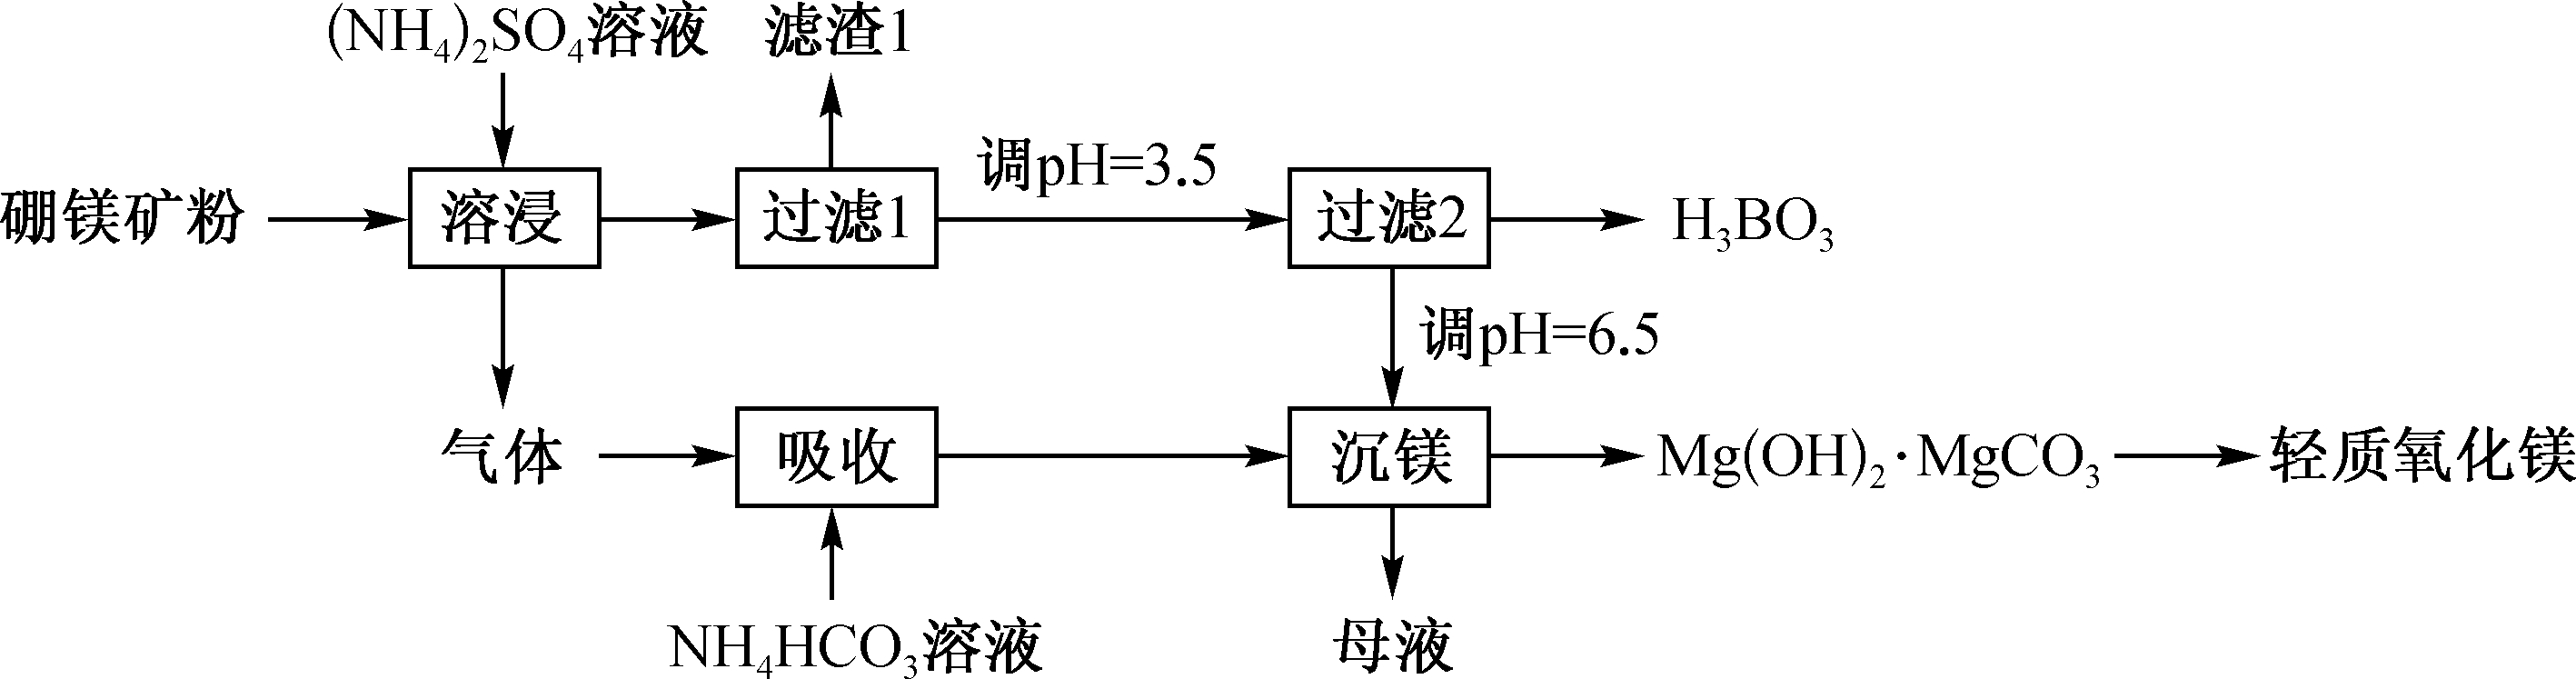 (NH₄)₂SO₄溶液
滤渣1
硼镁矿粉
溶浸
过滤1
调pH=3.5
过滤2
H₃BO₃
调pH=6.5
气体
吸收
沉镁
Mg(OH)₂·MgCO₃
轻质氧化镁
NH₄HCO₃溶液
母液